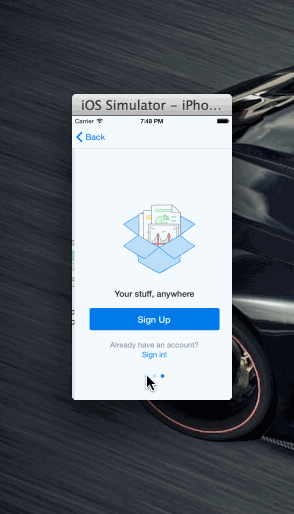 iOS Simulator – iPho...
Carrier
7:48 PM
Back
Your stuff, anywhere
Sign Up
Already have an account?
Sign in!